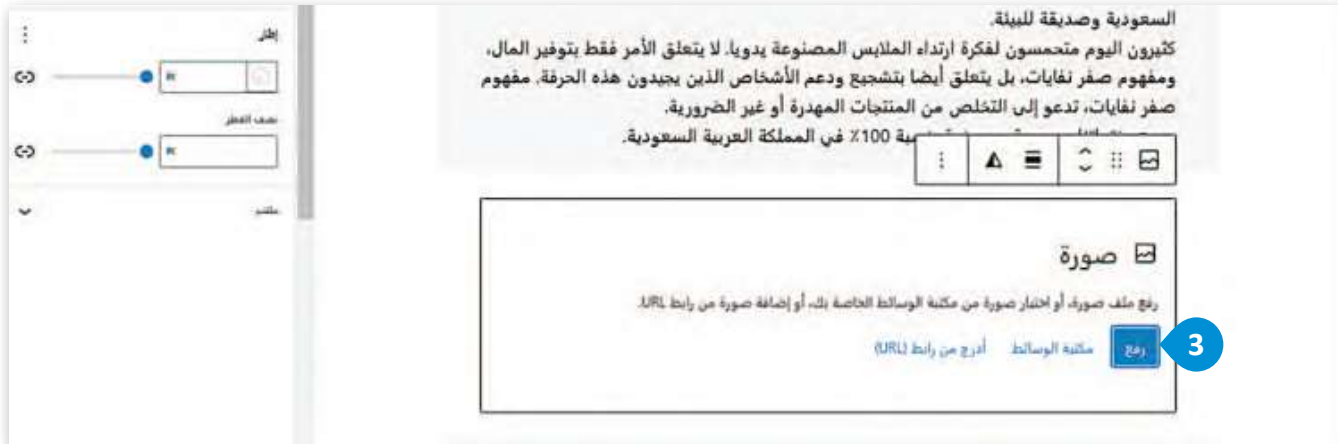 السعودية وصديقة للبيئة.
كثيرون اليوم متحمسون لفكرة ارتداء الملابس المصنوعة يدويا. لا يتعلق الأمر فقط بتوفير المال،
ومفهوم صفر نفايات، بل يتعلق أيضا بتشجيع ودعم الأشخاص الذين يجيدون هذه الحرفة. مفهوم
صفر نفايات، تدعو إلى التخلص من المنتجات المهدرة أو غير الضرورية.
100٪ في المملكة العربية السعودية.
صورة
رفع ملف صورة، أو اختيار صورة من مكتبة الوسائط الخاصة بك، أو إضافة صورة من رابط URL.
3
رفع مكتبة الوسائط أدرج من رابط (URL)
إطار
نصف القطر
متقدم